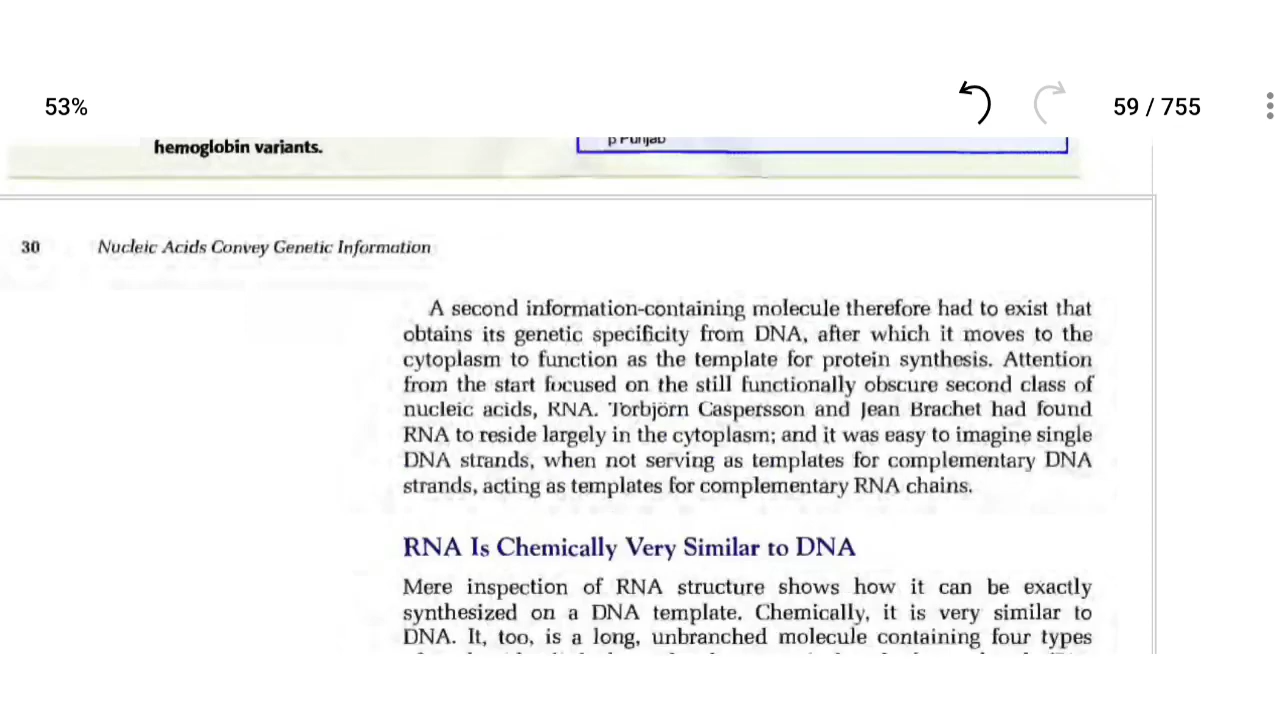 53%
59 / 755
hemoglobin variants.
p Punjab
30 Nucleic Acids Convey Genetic Information
A second information-containing molecule therefore had to exist that
obtains its genetic specificity from DNA, after which it moves to the
cytoplasm to function as the template for protein synthesis. Attention
from the start focused on the still functionally obscure second class of
nucleic acids, RNA. Torbjörn Caspersson and Jean Brachet had found
RNA to reside largely in the cytoplasm; and it was easy to imagine single
DNA strands, when not serving as templates for complementary DNA
strands, acting as templates for complementary RNA chains.
RNA Is Chemically Very Similar to DNA
Mere inspection of RNA structure shows how it can be exactly
synthesized on a DNA template. Chemically, it is very similar to
DNA. It, too, is a long, unbranched molecule containing four types